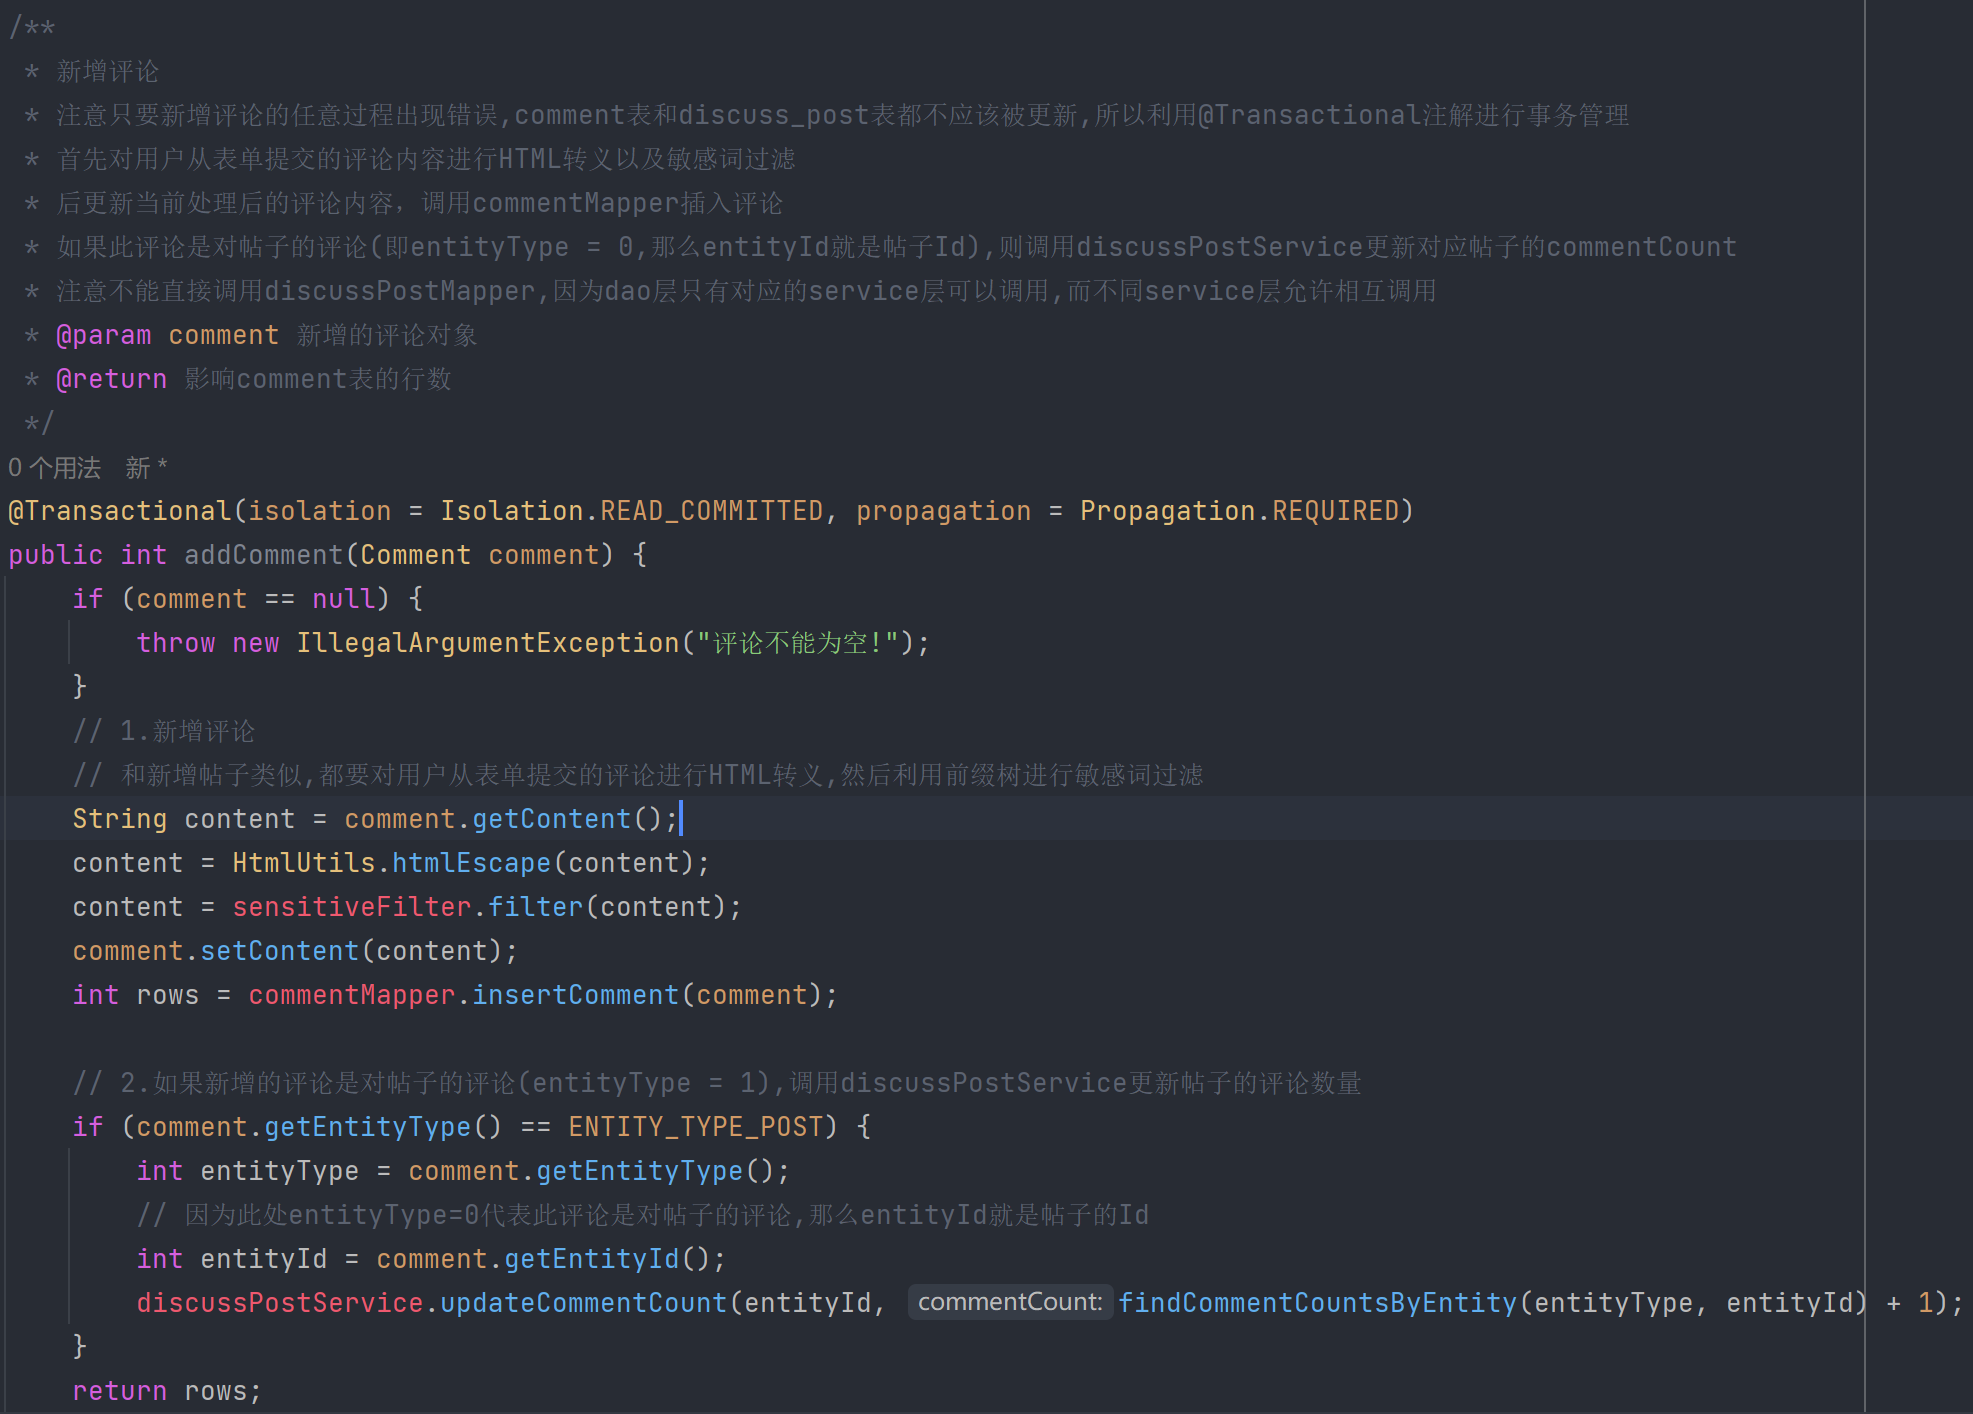 /**
 * 新增评论
 * 注意只要新增评论的任意过程出现错误,comment表和discuss_post表都不应该被更新,所以利用@Transactional注解进行事务管理
 * 首先对用户从表单提交的评论内容进行HTML转义以及敏感词过滤
 * 后更新当前处理后的评论内容，调用commentMapper插入评论
 * 如果此评论是对帖子的评论(即entityType = 0,那么entityId就是帖子Id),则调用discussPostService更新对应帖子的commentCount
 * 注意不能直接调用discussPostMapper,因为dao层只有对应的service层可以调用,而不同service层允许相互调用
 * @param comment 新增的评论对象
 * @return 影响comment表的行数
 */
0 个用法 新 *
@Transactional(isolation = Isolation.READ_COMMITTED, propagation = Propagation.REQUIRED)
public int addComment(Comment comment) {
    if (comment == null) {
        throw new IllegalArgumentException("评论不能为空!");
    }
    // 1.新增评论
    // 和新增帖子类似,都要对用户从表单提交的评论进行HTML转义,然后利用前缀树进行敏感词过滤
    String content = comment.getContent();
    content = HtmlUtils.htmlEscape(content);
    content = sensitiveFilter.filter(content);
    comment.setContent(content);
    int rows = commentMapper.insertComment(comment);
    // 2.如果新增的评论是对帖子的评论(entityType = 1),调用discussPostService更新帖子的评论数量
    if (comment.getEntityType() == ENTITY_TYPE_POST) {
        int entityType = comment.getEntityType();
        // 因为此处entityType=0代表此评论是对帖子的评论,那么entityId就是帖子的Id
        int entityId = comment.getEntityId();
        discussPostService.updateCommentCount(entityId, commentCount: findCommentCountsByEntity(entityType, entityId) + 1);
    }
    return rows;